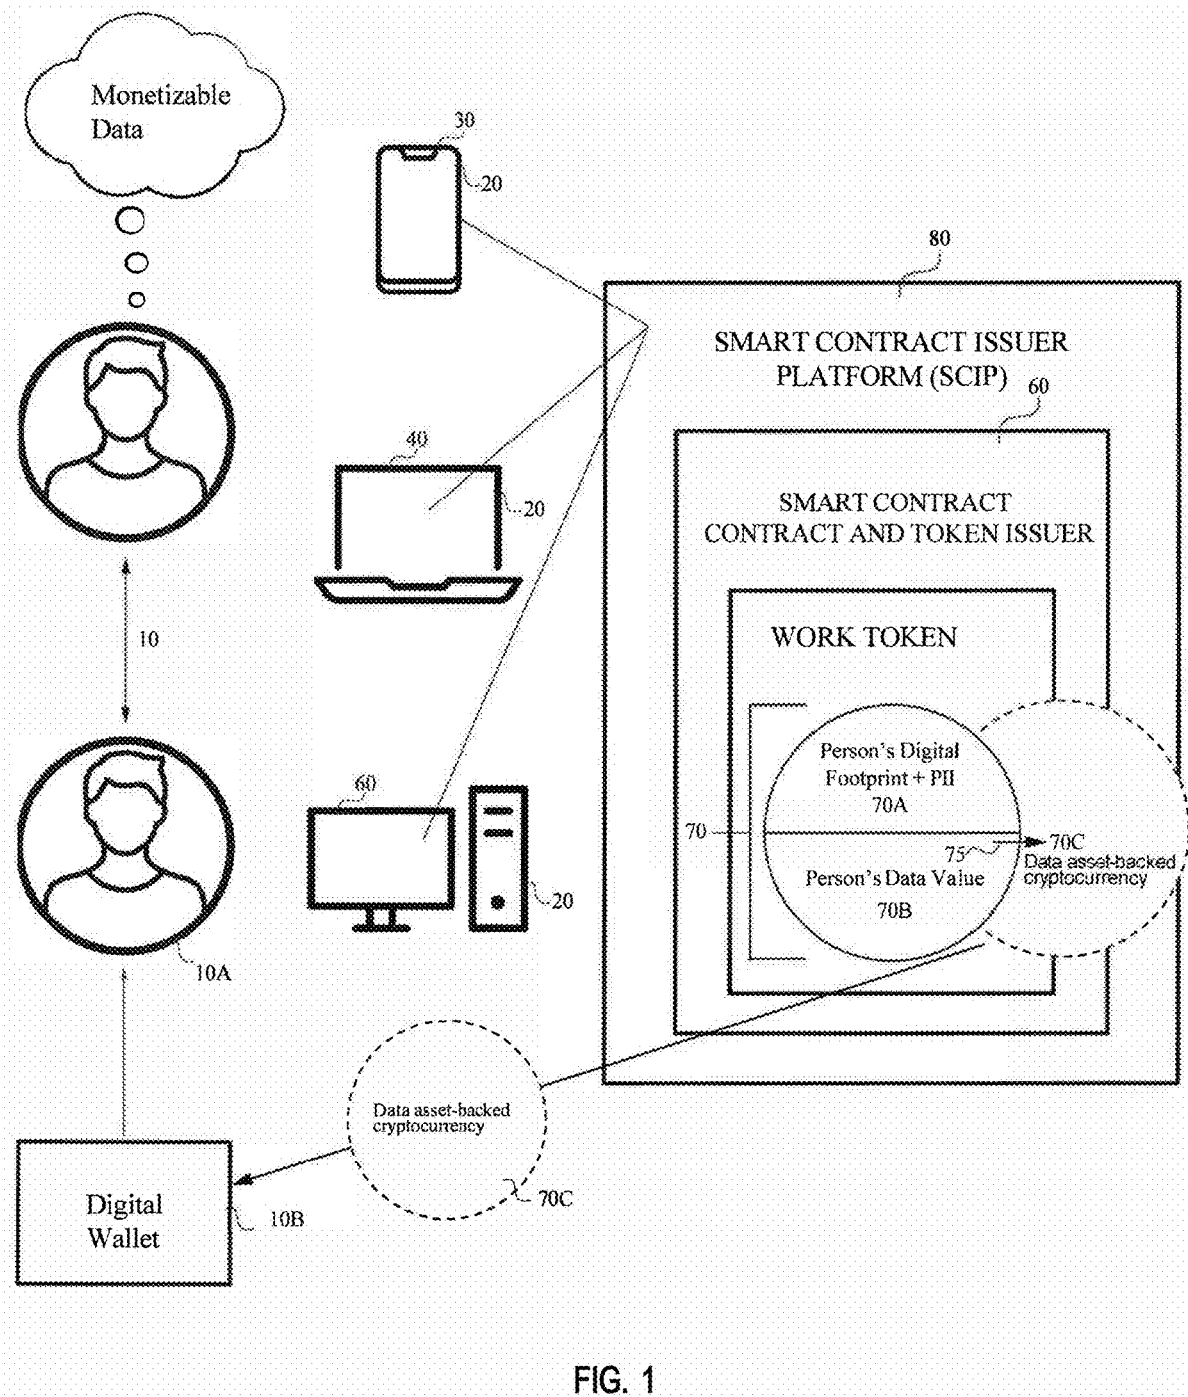 Monetizable
Data
30
20
80
SMART CONTRACT ISSUER
PLATFORM (SCIP)
60
40
20
SMART CONTRACT
CONTRACT AND TOKEN ISSUER
10
WORK TOKEN
Person's Digital
Footprint + PII
70A
60
70
75
70C
Data asset-backed
cryptocurrency
Person's Data Value
70B
20
10A
Data asset-backed
cryptocurrency
70C
Digital
Wallet
10B
FIG. 1